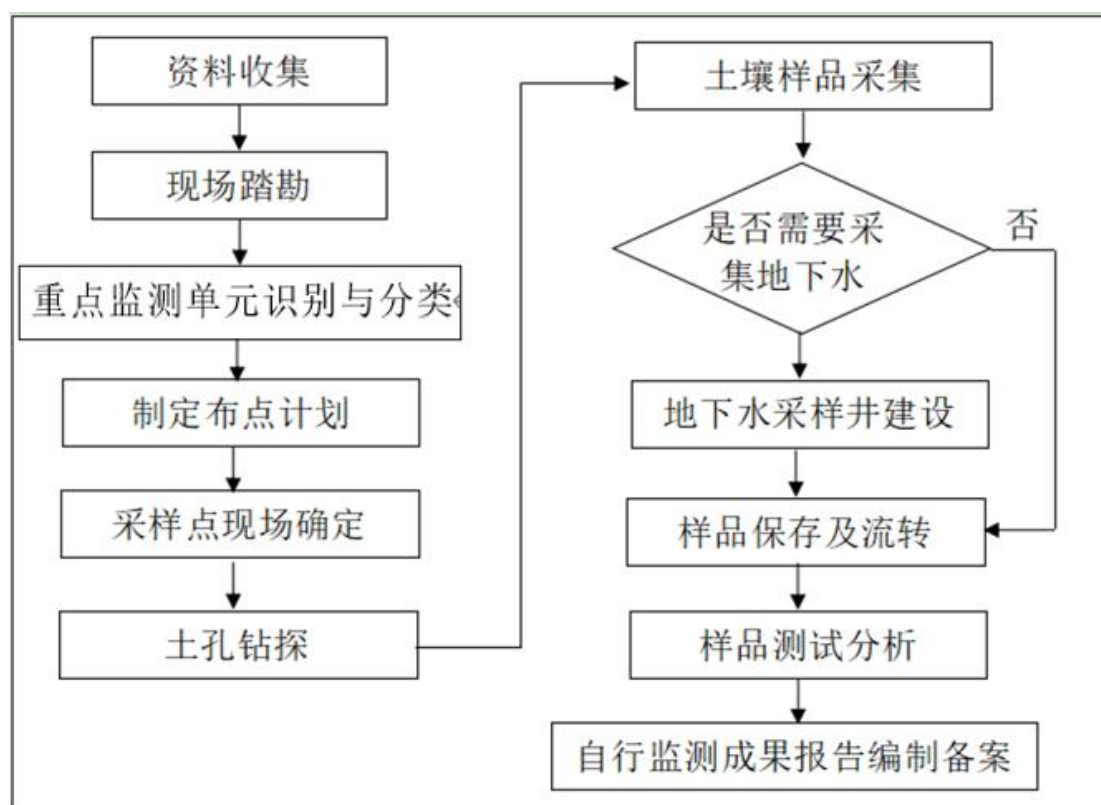 资料收集
现场踏勘
重点监测单元识别与分类
制定布点计划
采样点现场确定
土孔钻探
土壤样品采集
是否需要采
集地下水
否
地下水采样井建设
样品保存及流转
样品测试分析
自行监测成果报告编制备案